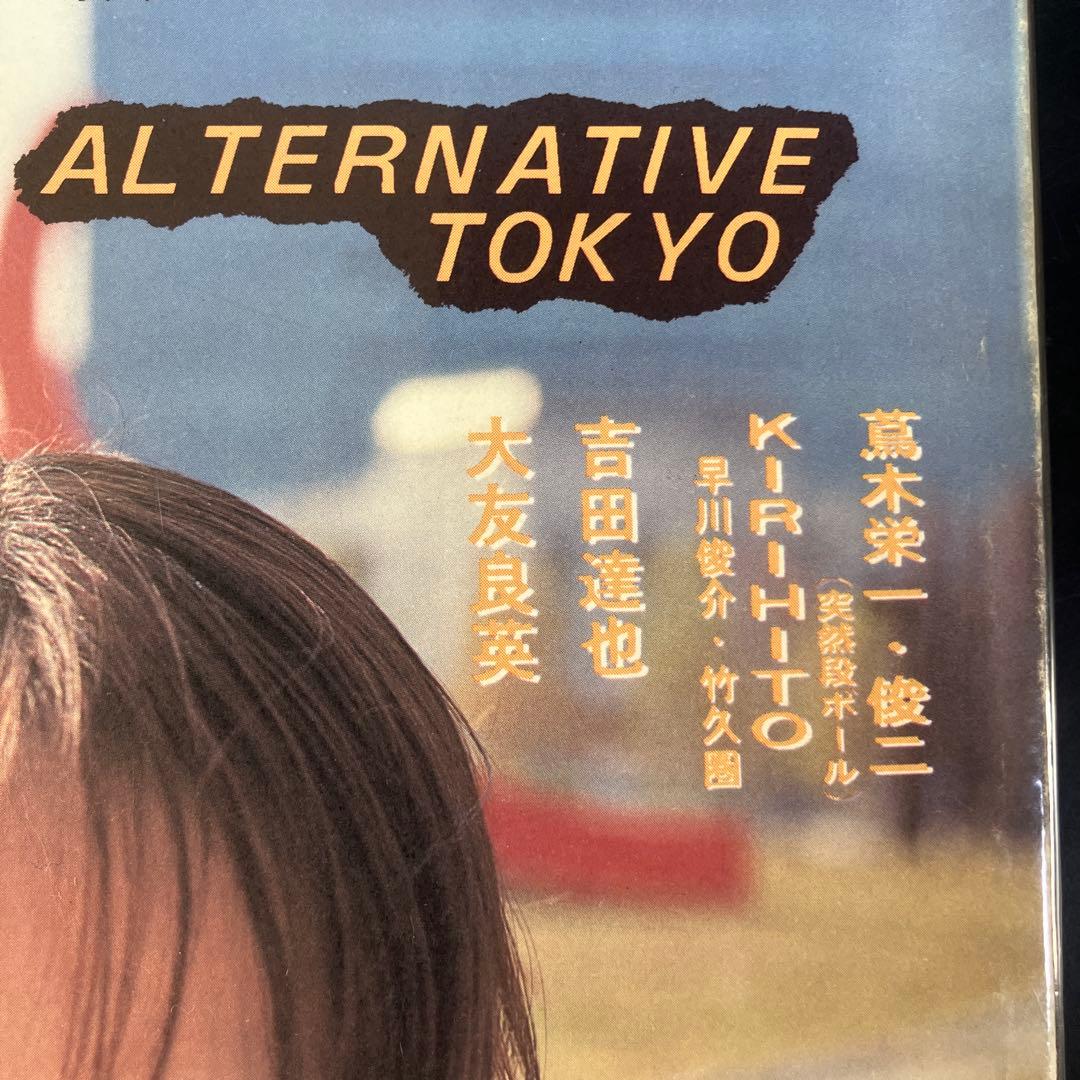 ALTERNATIVE
TOKYO
蔦木栄一・俊二
(突然段ボール)
KIRIHITO
早川俊介・竹久圏
吉田達也
大友良英